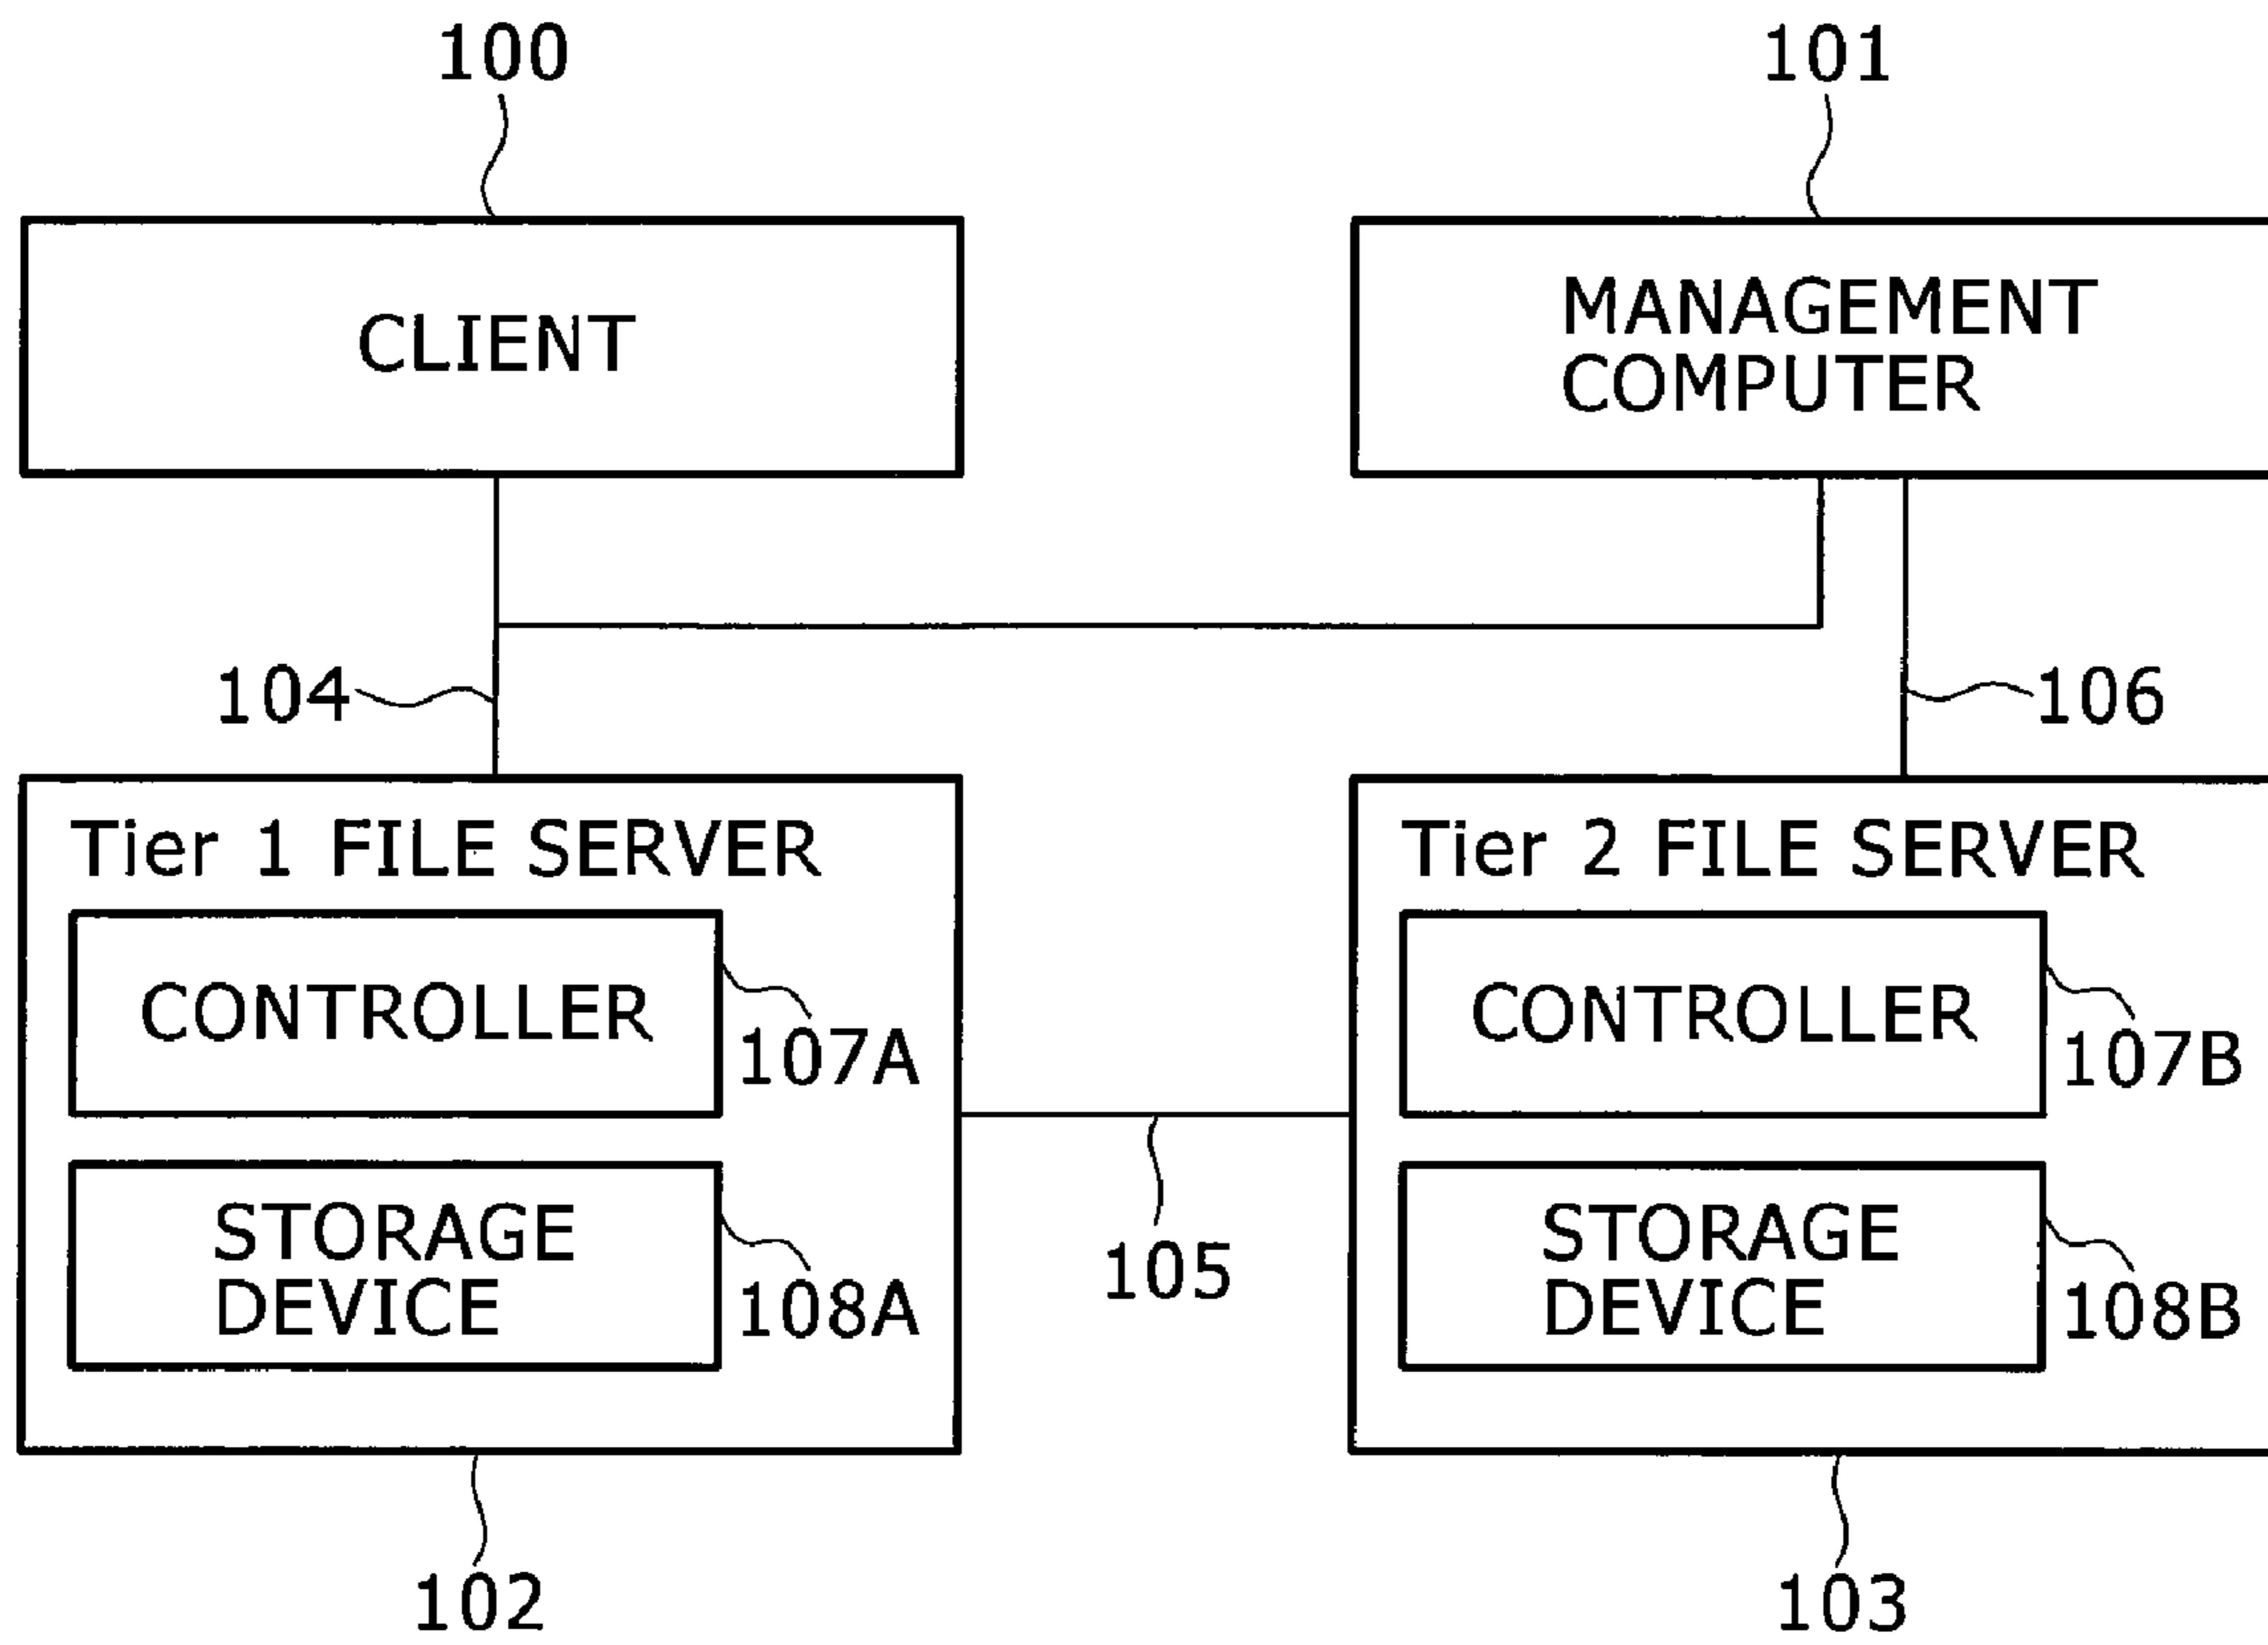 100
101
CLIENT
MANAGEMENT
COMPUTER
104
106
Tier 1 FILE SERVER
CONTROLLER
107A
STORAGE
DEVICE
108A
105
Tier 2 FILE SERVER
CONTROLLER
107B
STORAGE
DEVICE
108B
102
103